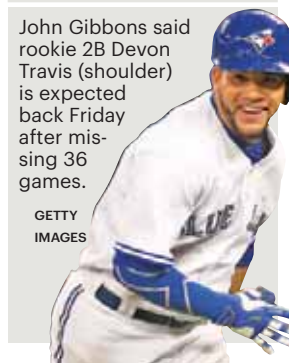 John Gibbons said
rookie 2B Devon
Travis (shoulder)
is expected
back Friday
after mis-
sing 36
games.
GETTY
IMAGES